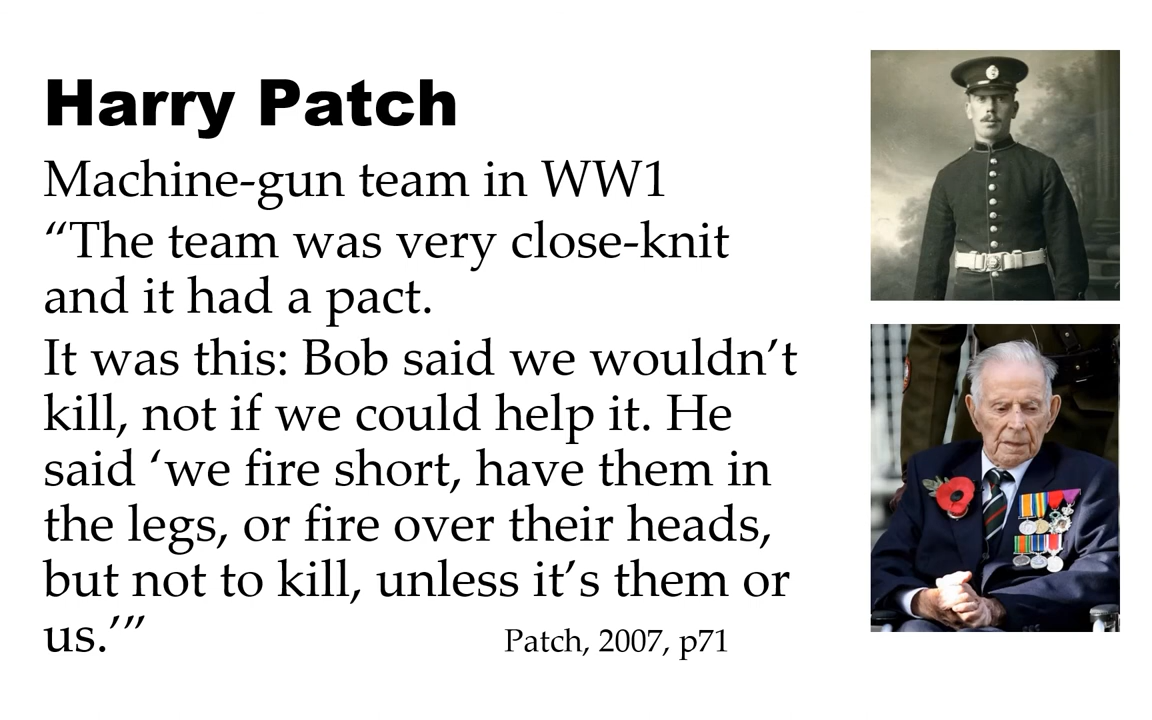 Harry Patch
Machine-gun team in WW1
“The team was very close-knit
and it had a pact.
It was this: Bob said we wouldn’t
kill, not if we could help it. He
said ‘we fire short, have them in
the legs, or fire over their heads,
but not to kill, unless it’s them or
us.’” Patch, 2007, p71